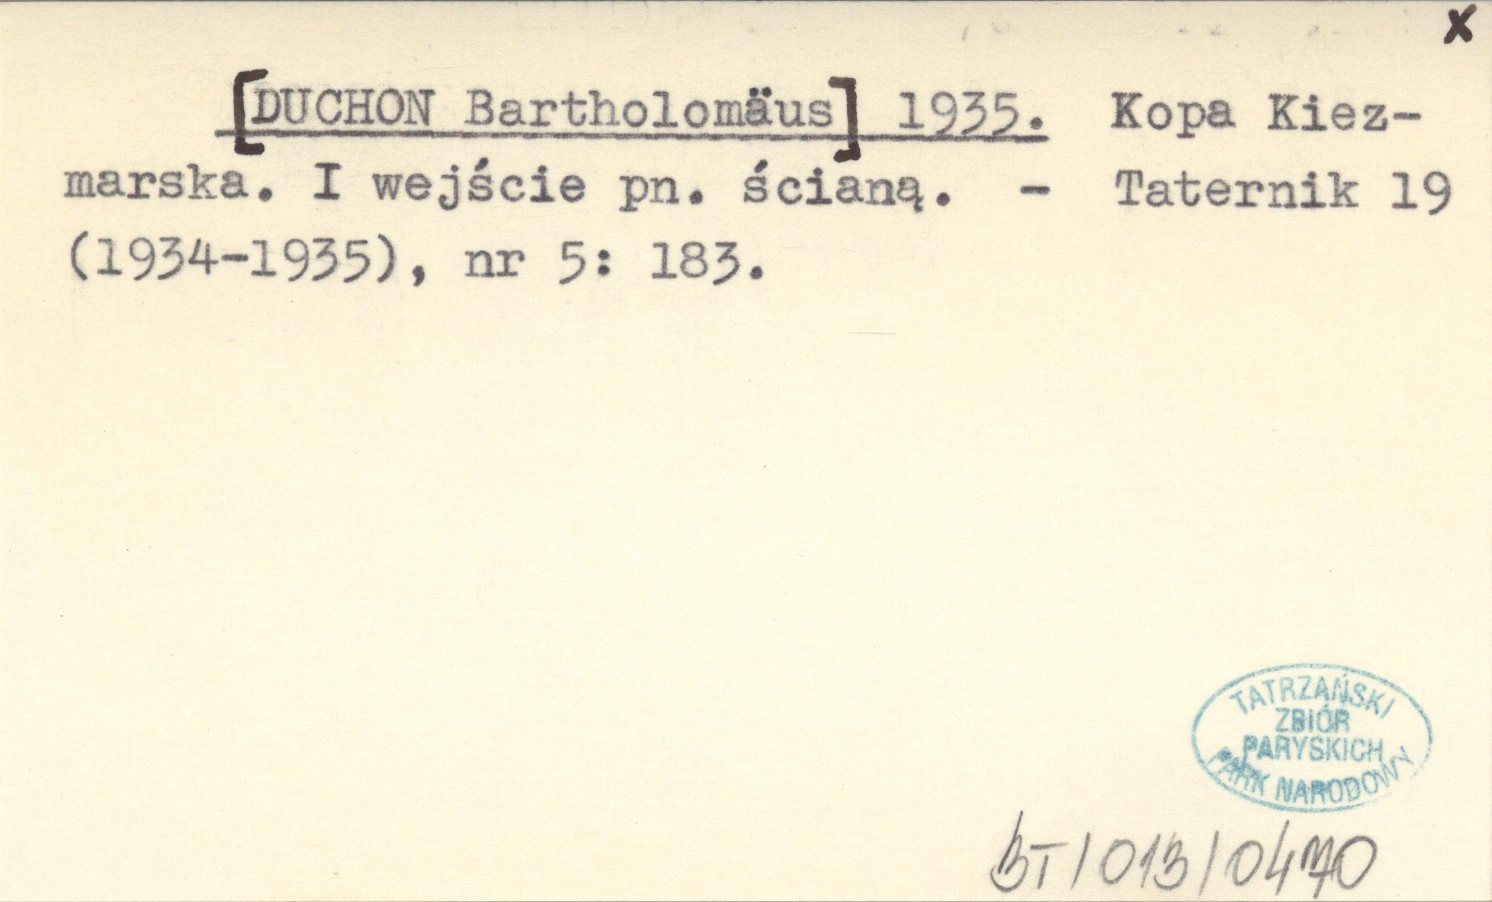 x
[DUCHON Bartholomäus] 1935. Kopa Kiez-
marska. I wejście pn. ścianą. - Taternik 19
(1934-1935), nr 5: 183.
TATRZAŃSKI
ZBIÓR
PARYSKICH
PARK NARODOWY
BT/013/0470